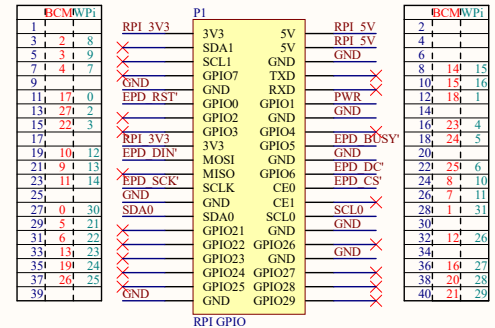 BCM WPi P1 BCM WPi
1 RPI_3V3 3V3 5V RPI_5V 2
3 2 8 SDA1 5V RPI_5V 4
5 3 9 SCL1 GND GND 6
7 4 7 GPIO7 TXD 8 14 15
9 GND GND RXD 10 15 16
11 17 0 EPD_RST' GPIO0 GPIO1 PWR 12 18 1
13 27 2 GPIO2 GND GND 14
15 22 3 GPIO3 GPIO4 16 23 4
17 RPI_3V3 3V3 GPIO5 EPD_BUSY' 18 24 5
19 10 12 EPD_DIN' MOSI GND GND 20
21 9 13 MISO GPIO6 EPD_DC' 22 25 6
23 11 14 EPD_SCK' SCLK CE0 EPD_CS' 24 8 10
25 GND GND CE1 26 7 11
27 0 30 SDA0 SDA0 SCL0 SCL0 28 1 31
29 5 21 GPIO21 GND GND 30
31 6 22 GPIO22 GPIO26 32 12 26
33 13 23 GPIO23 GND GND 34
35 19 24 GPIO24 GPIO27 36 16 27
37 26 25 GPIO25 GPIO28 38 20 28
39 GND GND GPIO29 40 21 29
RPI GPIO